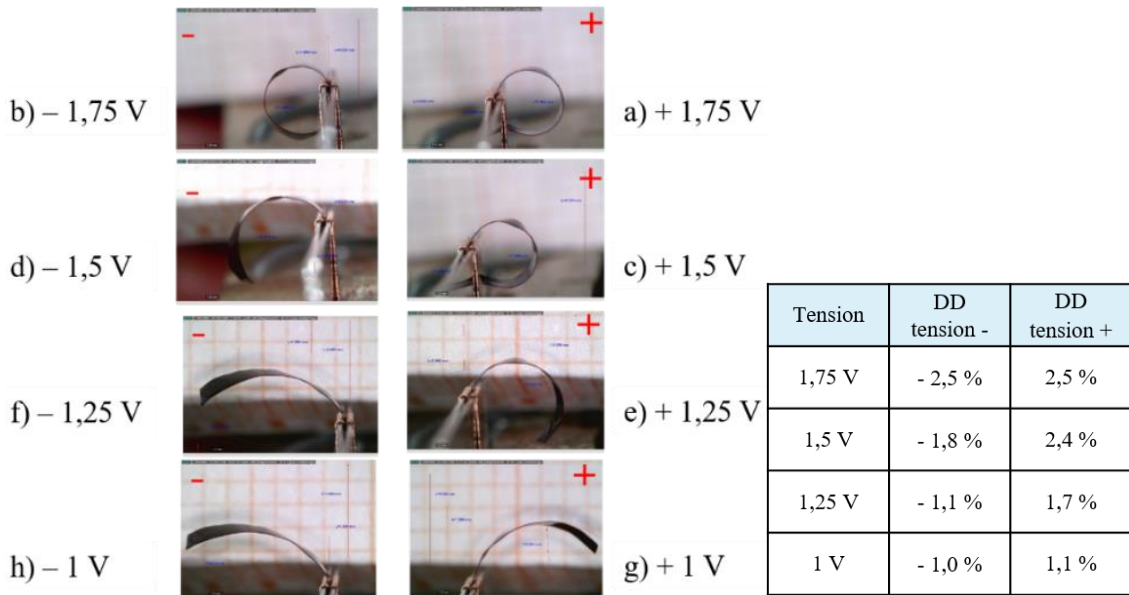 b) – 1,75 V
-
+
a) + 1,75 V
d) – 1,5 V
-
+
c) + 1,5 V
f) – 1,25 V
-
+
e) + 1,25 V
h) – 1 V
-
+
g) + 1 V
Tension DD tension - DD tension +
1,75 V - 2,5 % 2,5 %
1,5 V - 1,8 % 2,4 %
1,25 V - 1,1 % 1,7 %
1 V - 1,0 % 1,1 %